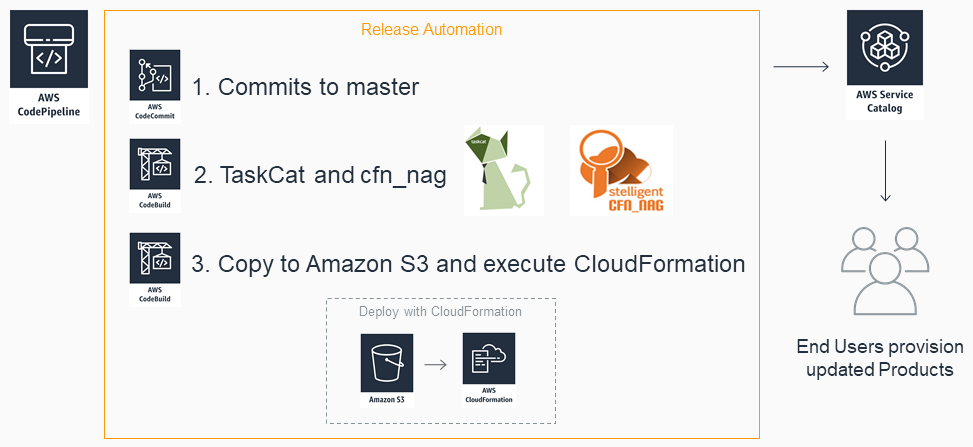 Release Automation
AWS
CodePipeline
AWS
CodeCommit
1. Commits to master
AWS
CodeBuild
2. TaskCat and cfn_nag
taskcat
stelligent
CFN_NAG
AWS
CodeBuild
3. Copy to Amazon S3 and execute CloudFormation
Deploy with CloudFormation
Amazon S3
AWS
CloudFormation
AWS Service
Catalog
End Users provision
updated Products